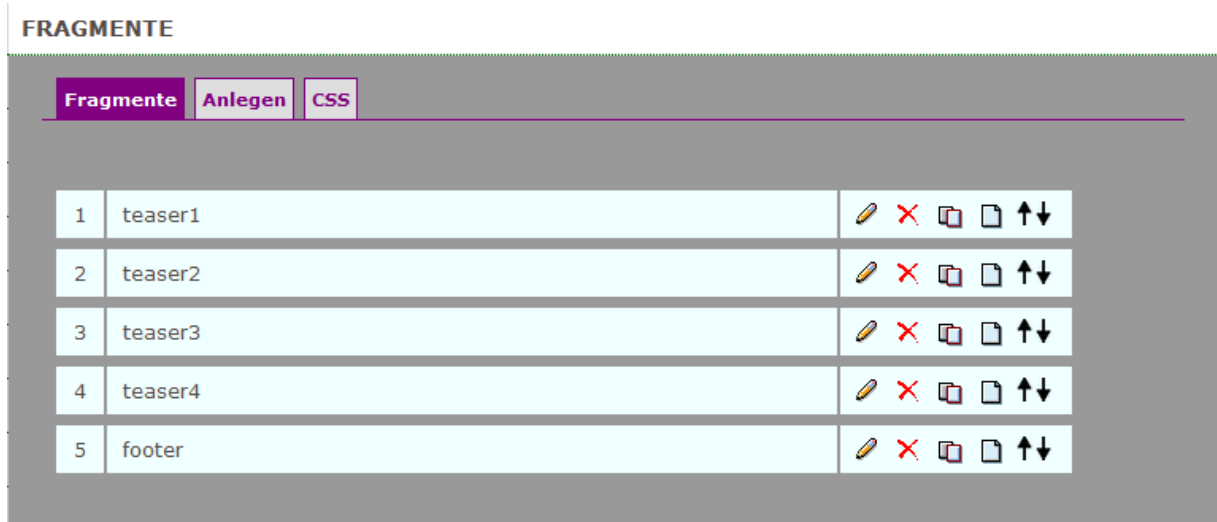 FRAGMENTE
Fragmente Anlegen CSS
1 teaser1
2 teaser2
3 teaser3
4 teaser4
5 footer